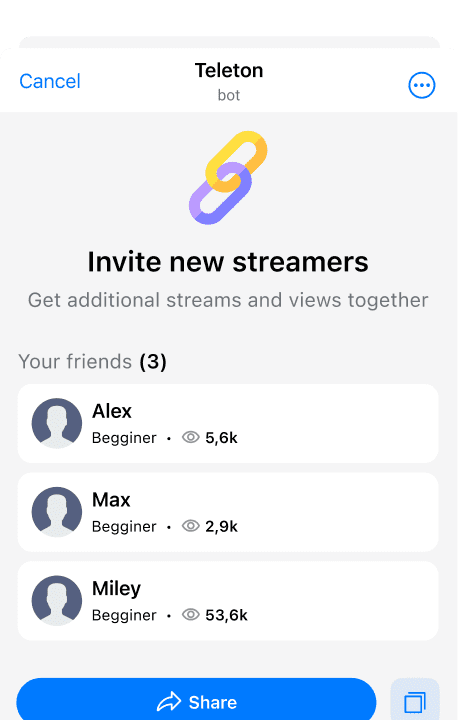 Cancel
Teleton
bot
Invite new streamers
Get additional streams and views together
Your friends (3)
Alex
Begginer • 5,6k
Max
Begginer • 2,9k
Miley
Begginer • 53,6k
Share